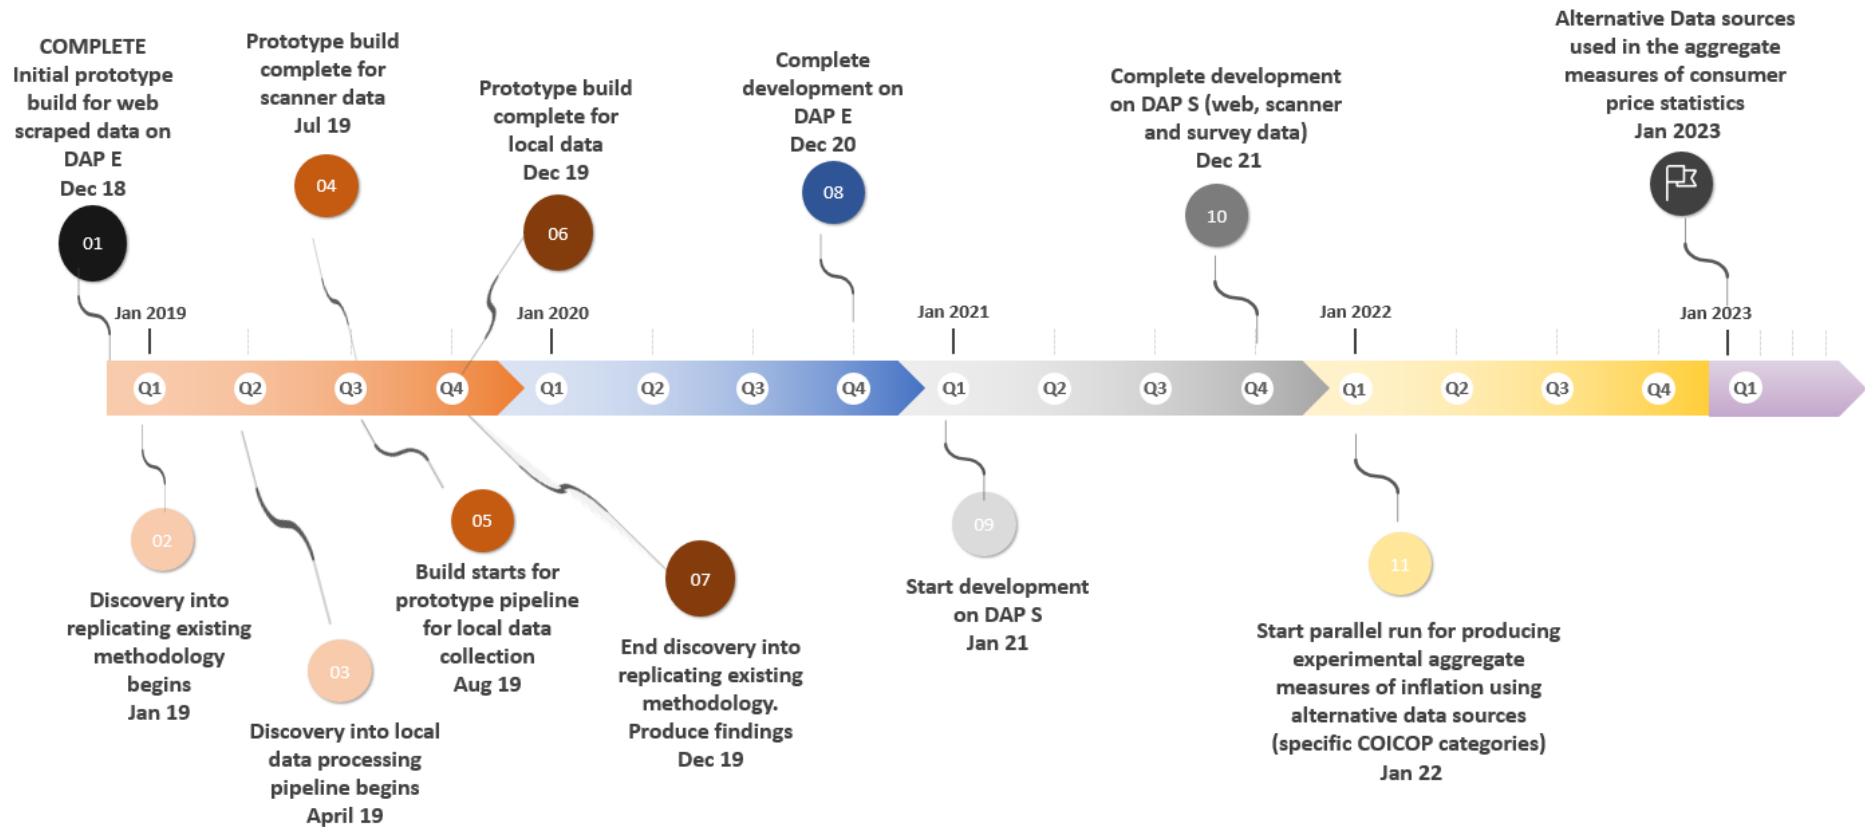 COMPLETE
Initial prototype
build for web
scraped data on
DAP E
Dec 18
01
Prototype build
complete for
scanner data
Jul 19
04
Prototype build
complete for
local data
Dec 19
06
Complete
development on
DAP E
Dec 20
08
Complete development
on DAP S (web, scanner
and survey data)
Dec 21
10
Alternative Data sources
used in the aggregate
measures of consumer
price statistics
Jan 2023
Jan 2019
Jan 2020
Jan 2021
Jan 2022
Jan 2023
Q1
Q2
Q3
Q4
Q1
Q2
Q3
Q4
Q1
Q2
Q3
Q4
Q1
Q2
Q3
Q4
Q1
02
Discovery into
replicating existing
methodology
begins
Jan 19
03
Discovery into local
data processing
pipeline begins
April 19
05
Build starts for
prototype pipeline
for local data
collection
Aug 19
07
End discovery into
replicating existing
methodology.
Produce findings
Dec 19
09
Start development
on DAP S
Jan 21
11
Start parallel run for producing
experimental aggregate
measures of inflation using
alternative data sources
(specific COICOP categories)
Jan 22